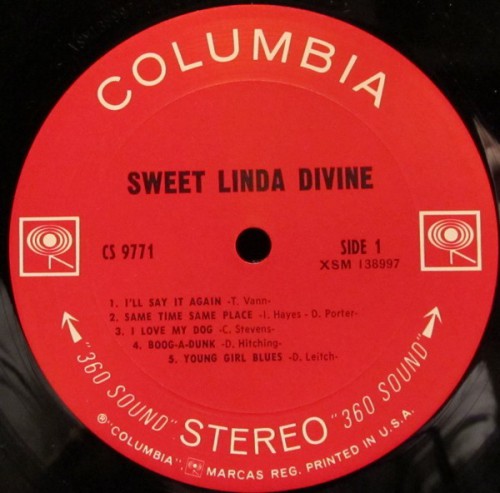 COLUMBIA
SWEET LINDA DIVINE
CS 9771
SIDE 1
XSM 138997
1. I'LL SAY IT AGAIN -T. Vann-
2. SAME TIME SAME PLACE -I. Hayes -D. Porter-
3. I LOVE MY DOG -C. Stevens-
4. BOOG-A-DUNK -D. Hitching-
5. YOUNG GIRL BLUES -D. Leitch-
"360 SOUND" STEREO "360 SOUND"
℗"COLUMBIA", MARCAS REG. PRINTED IN U.S.A.